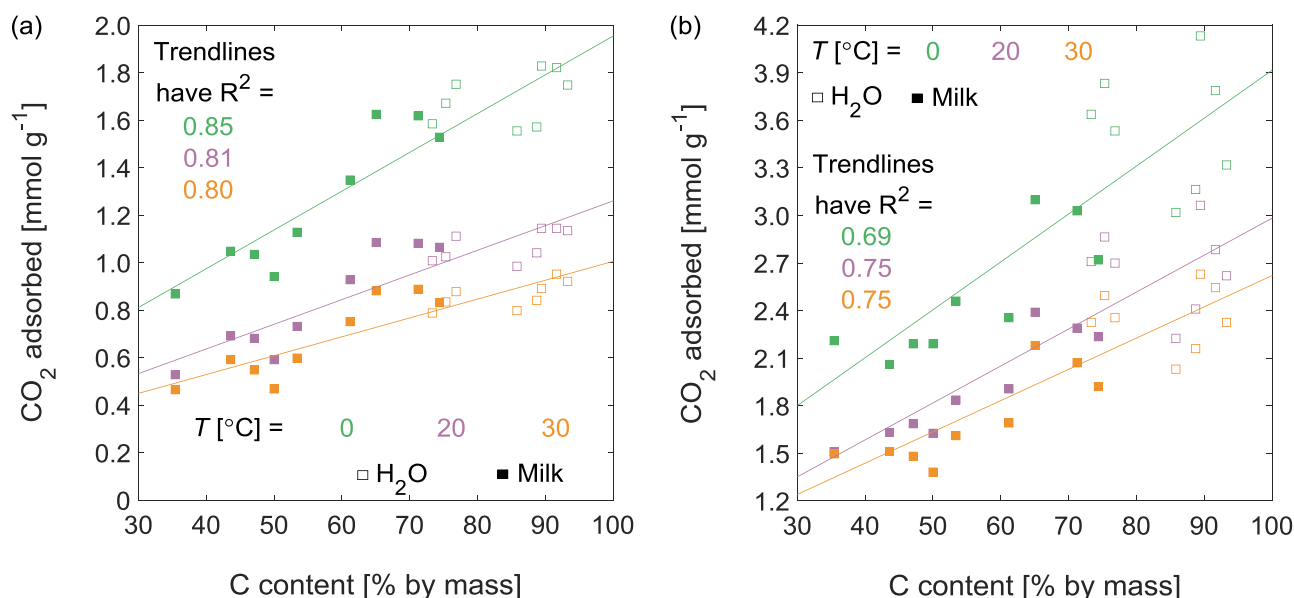 (a)
CO2 adsorbed [mmol g-1]
2.0
1.8
1.6
1.4
1.2
1.0
0.8
0.6
0.4
0.2
0
Trendlines
have R2 =
0.85
0.81
0.80
T [°C] = 0 20 30
H2O Milk
30 40 50 60 70 80 90 100
C content [% by mass]
(b)
CO2 adsorbed [mmol g-1]
4.2
3.9
3.6
3.3
3.0
2.7
2.4
2.1
1.8
1.5
1.2
T [°C] = 0 20 30
H2O Milk
Trendlines
have R2 =
0.69
0.75
0.75
30 40 50 60 70 80 90 100
C content [% by mass]